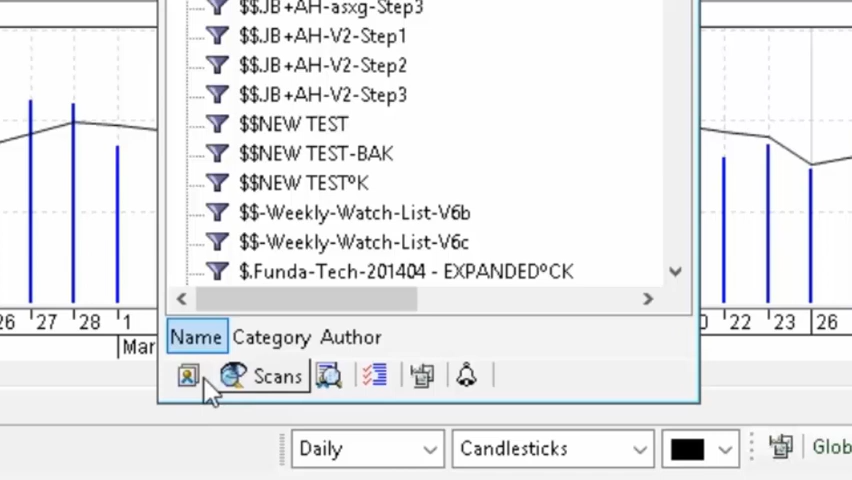 $$.JB+AH-asxg-Step3
$$.JB+AH-V2-Step1
$$.JB+AH-V2-Step2
$$.JB+AH-V2-Step3
$$NEW TEST
$$NEW TEST-BAK
$$NEW TESTºK
$$-Weekly-Watch-List-V6b
$$-Weekly-Watch-List-V6c
$.Funda-Tech-201404 - EXPANDEDºCK
26 27 28 1 22 23 26
Mar
Name Category Author
Scans
Daily Candlesticks Glob